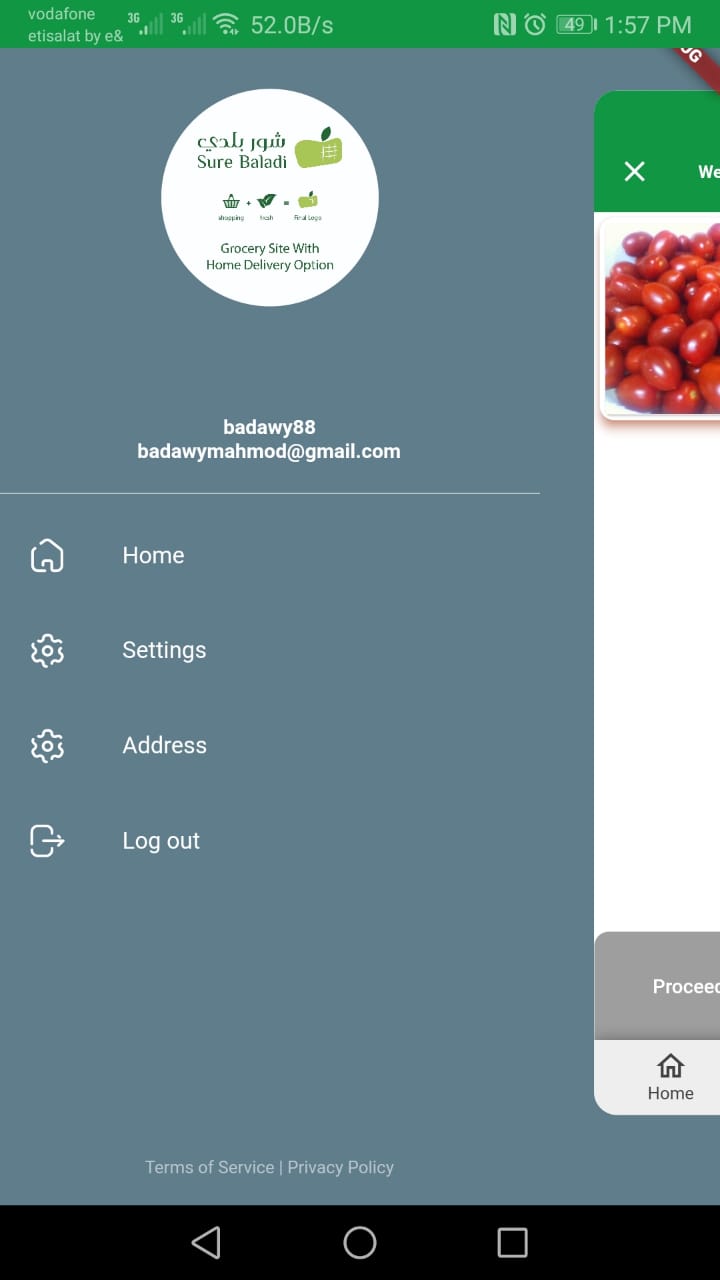 vodafone
etisalat by e&
3G
3G
52.0B/s
49
1:57 PM
شور بلدي
Sure Baladi
+
=
shopping
fresh
Final Logo
Grocery Site With
Home Delivery Option
We
badawy88
badawymahmod@gmail.com
Home
Settings
Address
Log out
Proceed
Home
Terms of Service | Privacy Policy